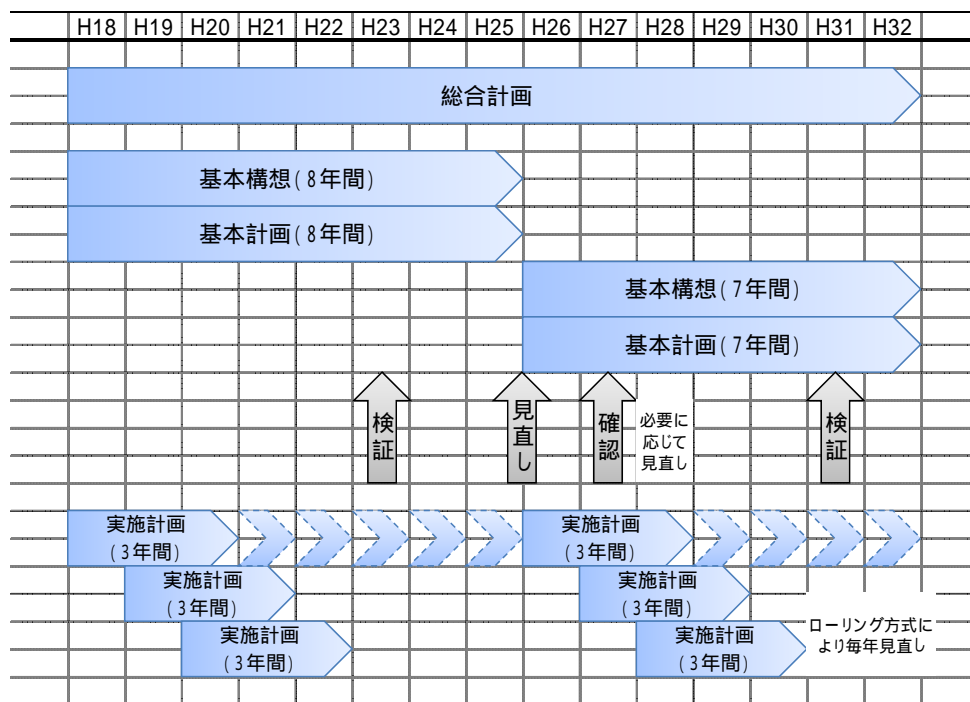 H18 H19 H20 H21 H22 H23 H24 H25 H26 H27 H28 H29 H30 H31 H32
総合計画
基本構想(8年間)
基本計画(8年間)
基本構想(7年間)
基本計画(7年間)
検証
見直し
確認
必要に
応じて
見直し
検証
実施計画
(3年間)
実施計画
(3年間)
実施計画
(3年間)
実施計画
(3年間)
実施計画
(3年間)
実施計画
(3年間)
ローリング方式に
より毎年見直し